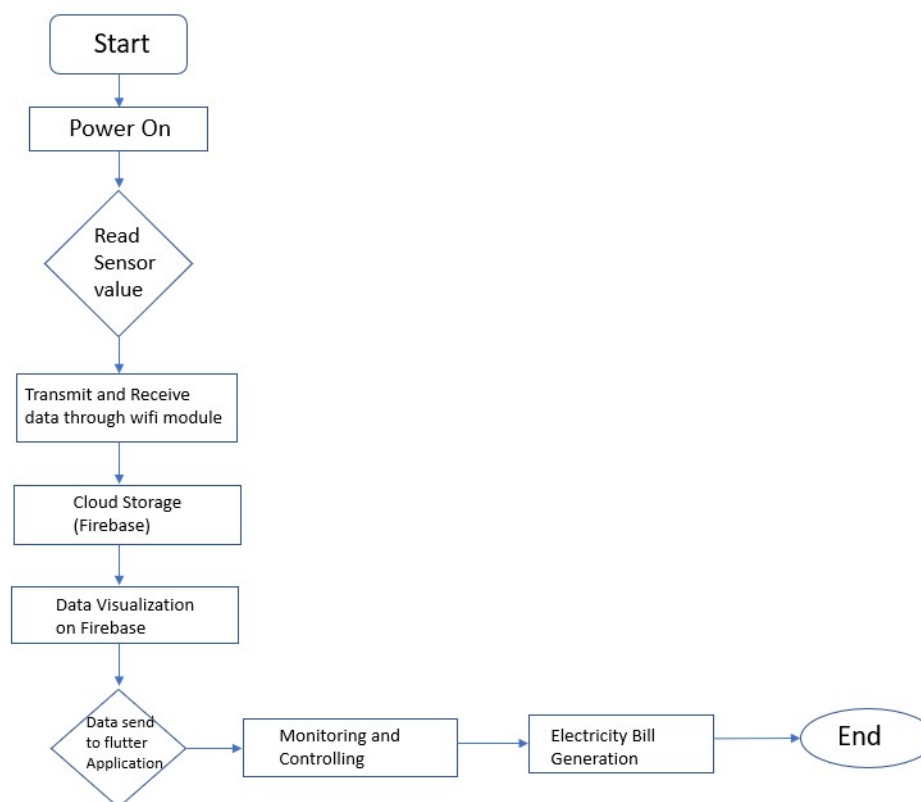 Start
Power On
Read
Sensor
value
Transmit and Receive
data through wifi module
Cloud Storage
(Firebase)
Data Visualization
on Firebase
Data send
to flutter
Application
Monitoring and
Controlling
Electricity Bill
Generation
End